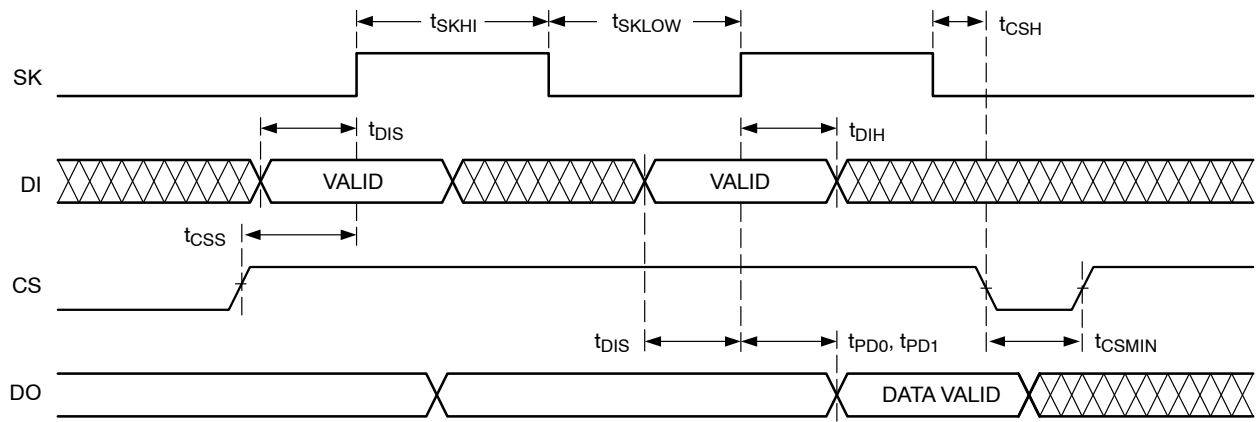 tSKHI tSKLOW tCSH
SK
tDIS tDIH
DI VALID VALID
tCSS
CS
tDIS tPD0, tPD1 tCSMIN
DO DATA VALID